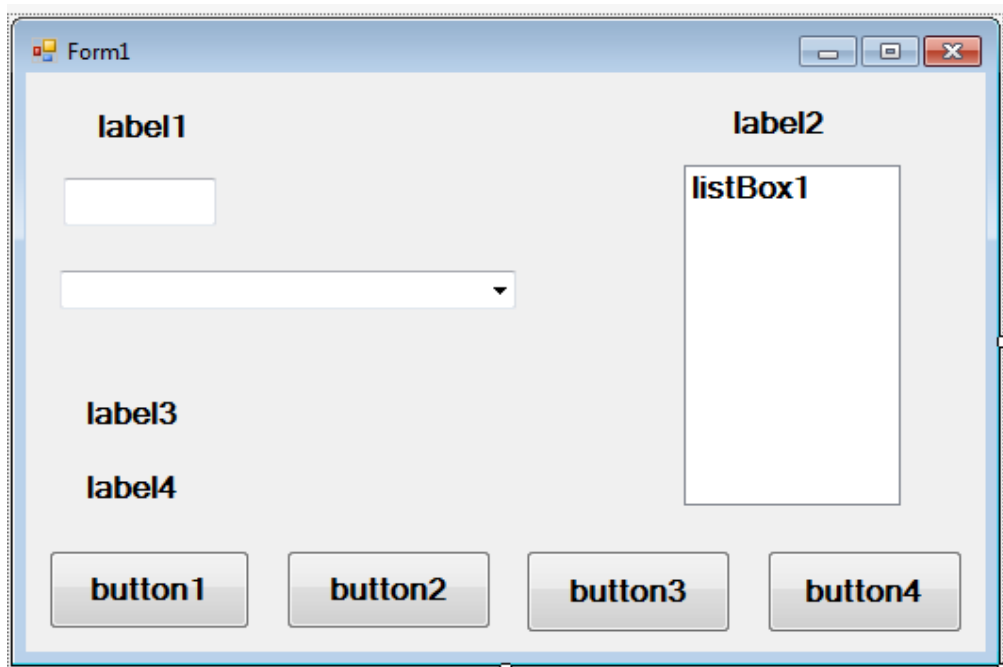 Form1
label1
label2
listBox1
label3
label4
button1
button2
button3
button4